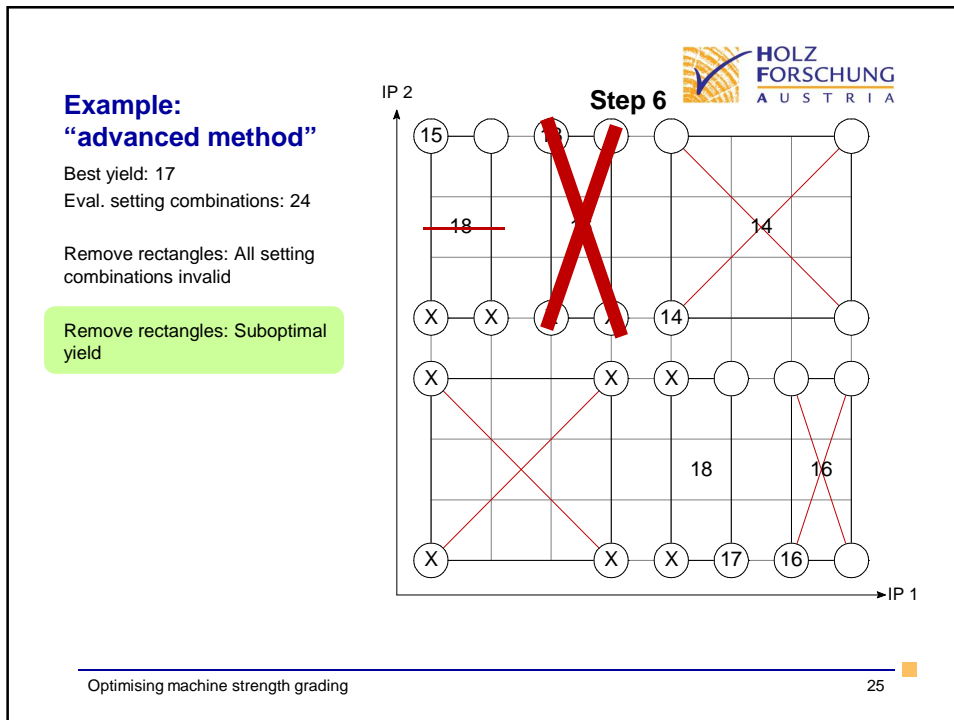 HOLZ
FORSCHUNG
AUSTRIA
Example:
“advanced method”
Best yield: 17
Eval. setting combinations: 24
Remove rectangles: All setting
combinations invalid
Remove rectangles: Suboptimal
yield
IP 2
Step 6
15
18 14
X X 14
X X X
18 16
X X X 17 16
IP 1
Optimising machine strength grading 25